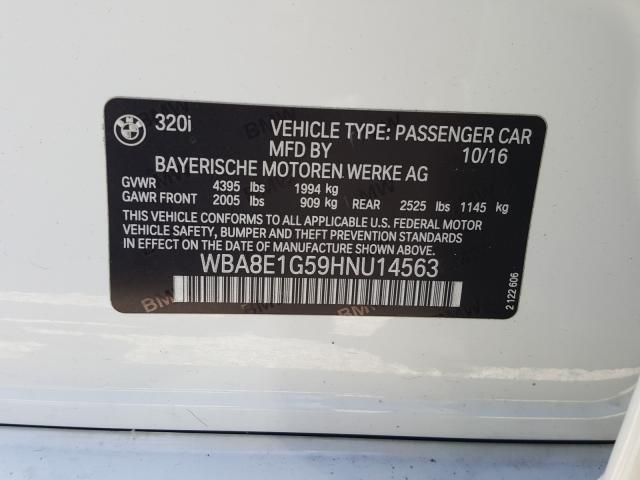 BMW 320i VEHICLE TYPE: PASSENGER CAR
MFD BY 10/16
BAYERISCHE MOTOREN WERKE AG
GVWR 4395 lbs 1994 kg
GAWR FRONT 2005 lbs 909 kg REAR 2525 lbs 1145 kg
THIS VEHICLE CONFORMS TO ALL APPLICABLE U.S. FEDERAL MOTOR
VEHICLE SAFETY, BUMPER AND THEFT PREVENTION STANDARDS
IN EFFECT ON THE DATE OF MANUFACTURE SHOWN ABOVE.
WBA8E1G59HNU14563
2 122 606